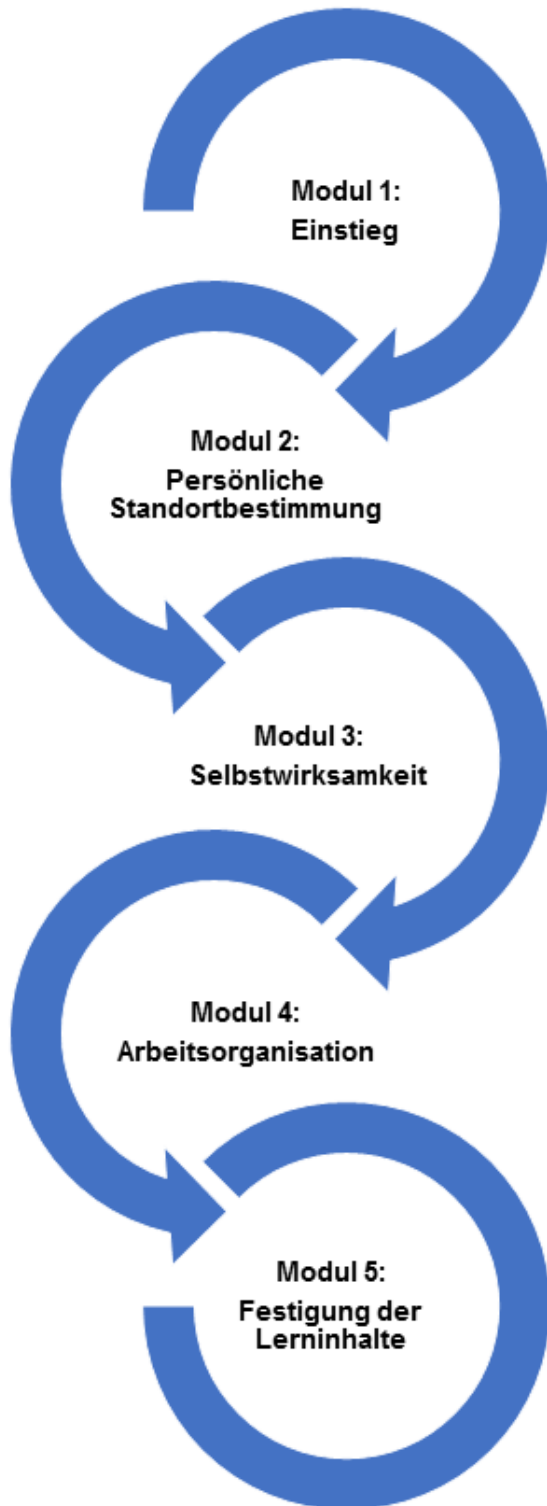 Modul 1:
Einstieg
Modul 2:
Persönliche
Standortbestimmung
Modul 3:
Selbstwirksamkeit
Modul 4:
Arbeitsorganisation
Modul 5:
Festigung der
Lerninhalte